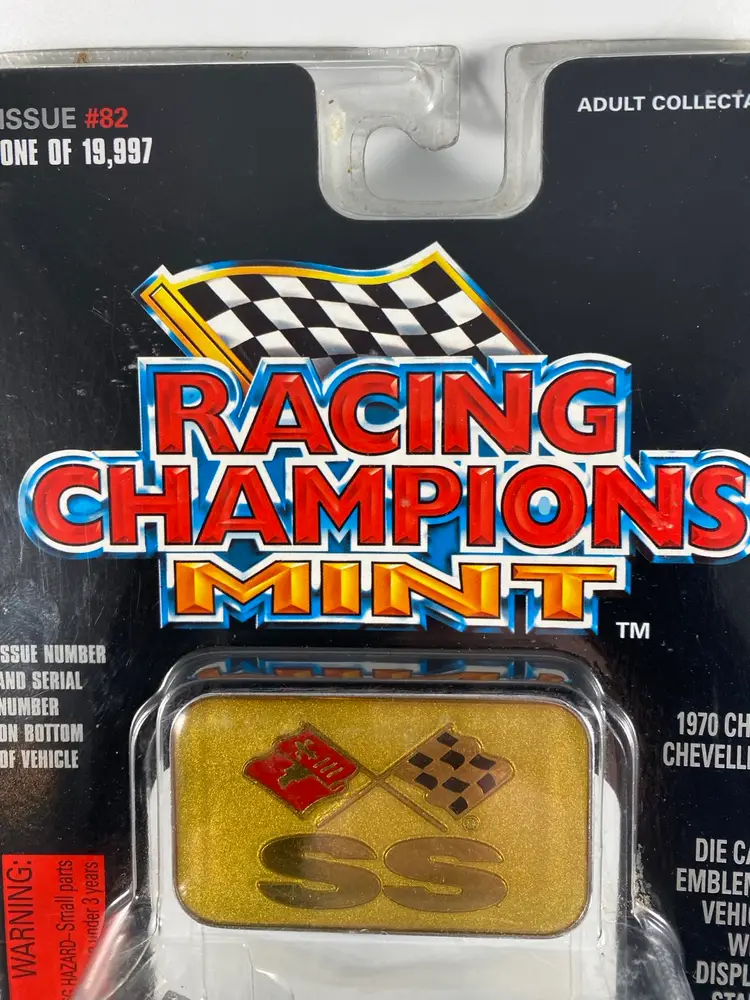 ISSUE #82
ONE OF 19,997
ADULT COLLECTA
RACING
CHAMPIONS
MINT
TM
ISSUE NUMBER
AND SERIAL
NUMBER
ON BOTTOM
OF VEHICLE
SS
©
1970 CH
CHEVELL
DIE CA
EMBLEM
VEHI
W
DISPL
WARNING:
HAZARD-Small parts
under 3 years